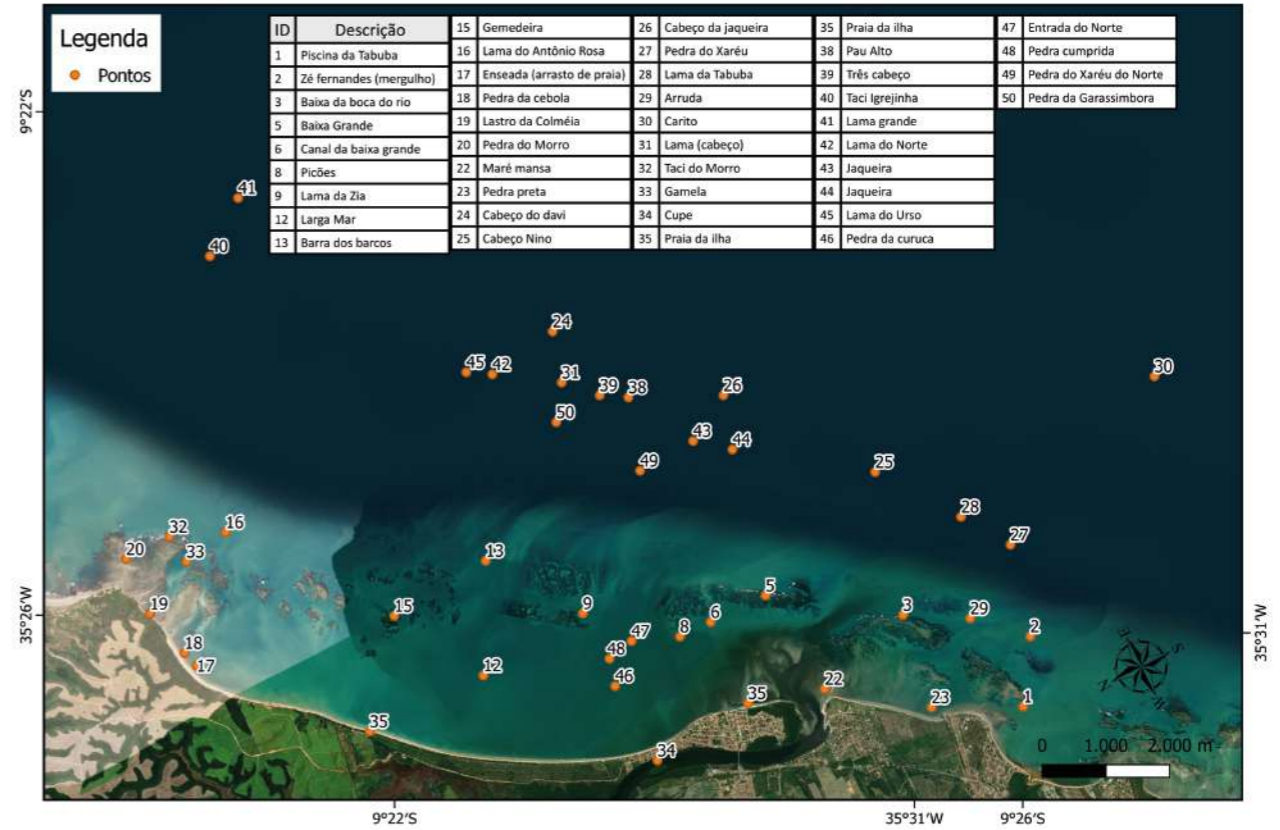 Legenda
Pontos
ID Descrição
1 Piscina da Tabuba
2 Zé fernandes (mergulho)
3 Baixa da boca do rio
5 Baixa Grande
6 Canal da baixa grande
8 Picões
9 Lama da Zia
12 Larga Mar
13 Barra dos barcos
15 Gemedeira
16 Lama do Antônio Rosa
17 Enseada (arrasto de praia)
18 Pedra da cebola
19 Lastro da Colméia
20 Pedra do Morro
22 Maré mansa
23 Pedra preta
24 Cabeço do davi
25 Cabeço Nino
26 Cabeço da jaqueira
27 Pedra do Xaréu
28 Lama da Tabuba
29 Arruda
30 Carito
31 Lama (cabeço)
32 Taci do Morro
33 Gamela
34 Cupe
35 Praia da ilha
35 Praia da ilha
38 Pau Alto
39 Três cabeço
40 Taci Igrejinha
41 Lama grande
42 Lama do Norte
43 Jaqueira
44 Jaqueira
45 Lama do Urso
46 Pedra da curuca
47 Entrada do Norte
48 Pedra cumprida
49 Pedra do Xaréu do Norte
50 Pedra da Garassimbora
9°22'S
41
40
24
45 42 31 39 38 26 30
50
43 44
49 25
28
27
32 16
20 33 13
5
19 15 9 6 3 29
47 8 2
18 48
17 12 46 22
35 23 1
35
34
35°26'W
35°31'W
E S N W
0 1.000 2.000 m
9°22'S 35°31'W 9°26'S